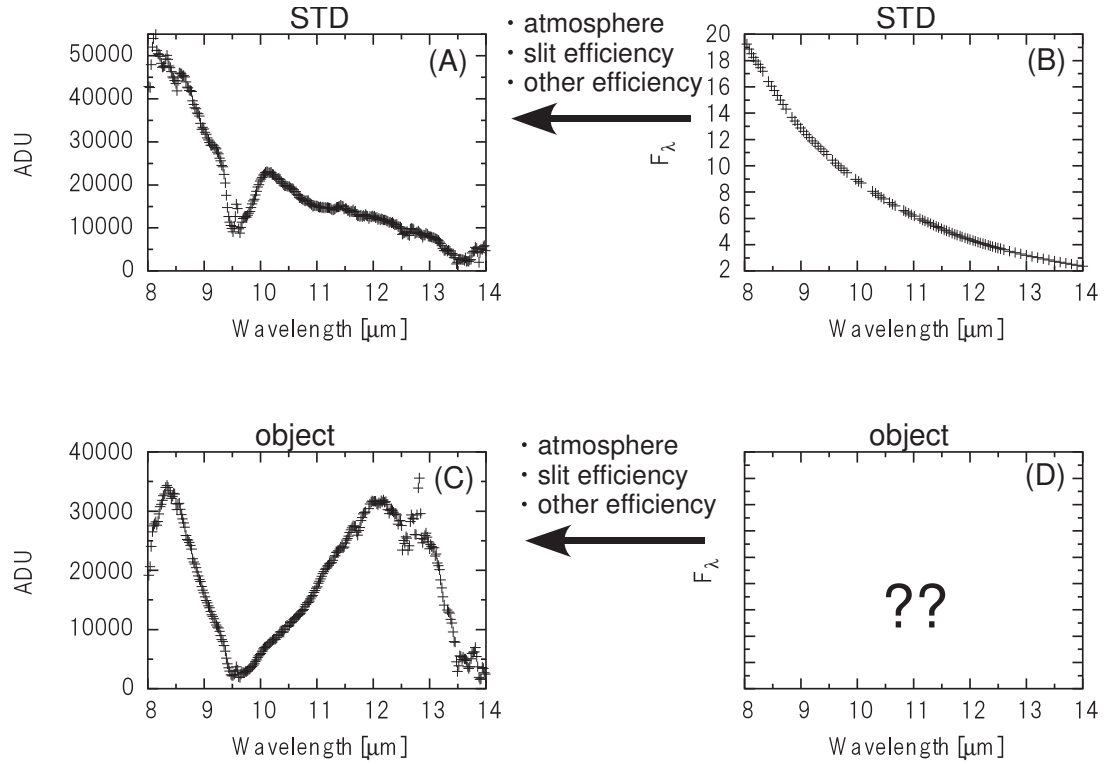 STD
(A)
55000
50000
40000
30000
20000
10000
0
ADU
8 9 10 11 12 13 14
Wavelength [μm]
・ atmosphere
・ slit efficiency
・ other efficiency
STD
(B)
20
18
16
14
12
10
8
6
4
2
Fλ
8 9 10 11 12 13 14
Wavelength [μm]
object
(C)
40000
30000
20000
10000
0
ADU
8 9 10 11 12 13 14
Wavelength [μm]
・ atmosphere
・ slit efficiency
・ other efficiency
object
(D)
??
Fλ
8 9 10 11 12 13 14
Wavelength [μm]